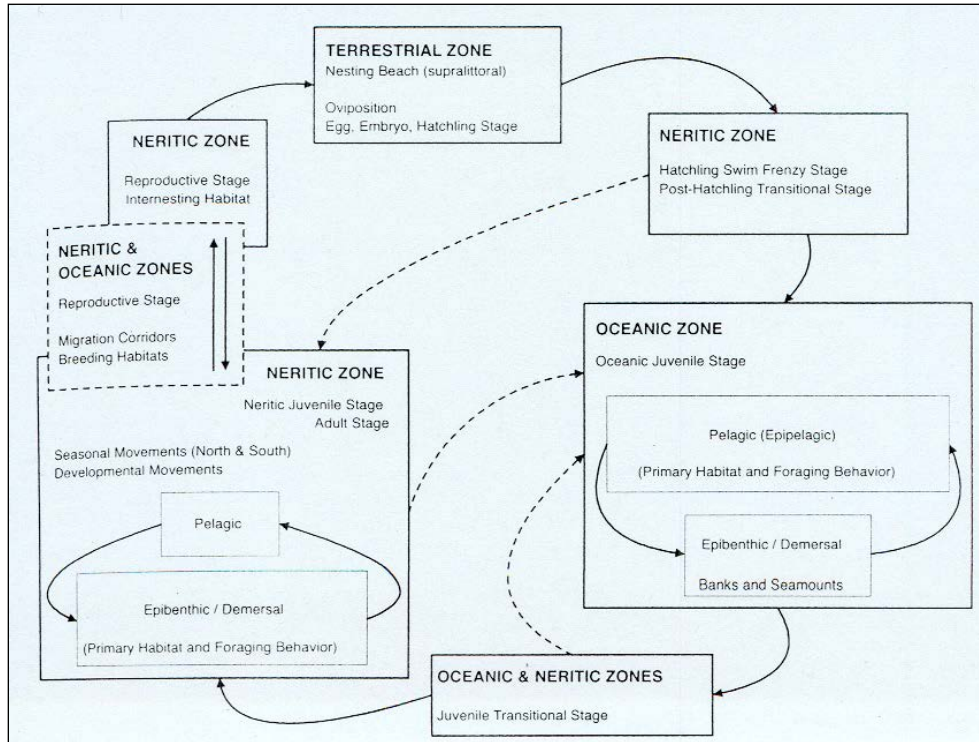 TERRESTRIAL ZONE
Nesting Beach (supralittoral)
Oviposition
Egg, Embryo, Hatchling Stage
NERITIC ZONE
Hatchling Swim Frenzy Stage
Post-Hatchling Transitional Stage
NERITIC ZONE
Reproductive Stage
Internesting Habitat
NERITIC &
OCEANIC ZONES
Reproductive Stage
Migration Corridors
Breeding Habitats
OCEANIC ZONE
Oceanic Juvenile Stage
Pelagic (Epipelagic)
(Primary Habitat and Foraging Behavior)
Epibenthic / Demersal
Banks and Seamounts
NERITIC ZONE
Neritic Juvenile Stage
Adult Stage
Seasonal Movements (North & South)
Developmental Movements
Pelagic
Epibenthic / Demersal
(Primary Habitat and Foraging Behavior)
OCEANIC & NERITIC ZONES
Juvenile Transitional Stage